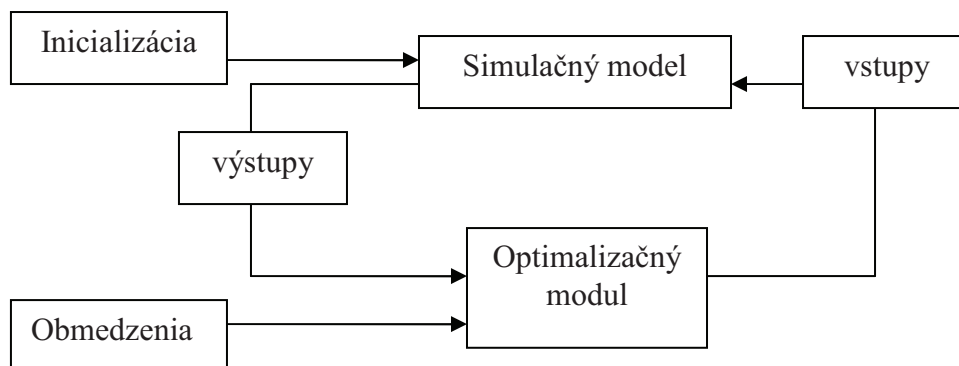 Inicializácia
Simulačný model
vstupy
výstupy
Optimalizačný
modul
Obmedzenia